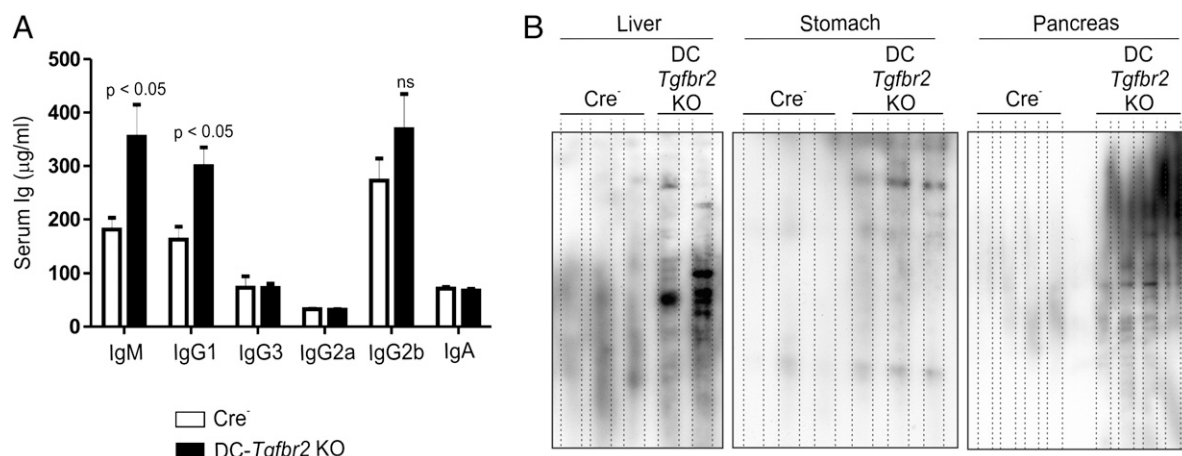 A
Serum Ig (µg/ml)
500
400
300
200
100
0
p < 0.05
p < 0.05
ns
IgM IgG1 IgG3 IgG2a IgG2b IgA
Cre-
DC-Tgfbr2 KO
B
Liver Stomach Pancreas
Cre-
DC
Tgfbr2
KO
Cre-
DC
Tgfbr2
KO
Cre-
DC
Tgfbr2
KO